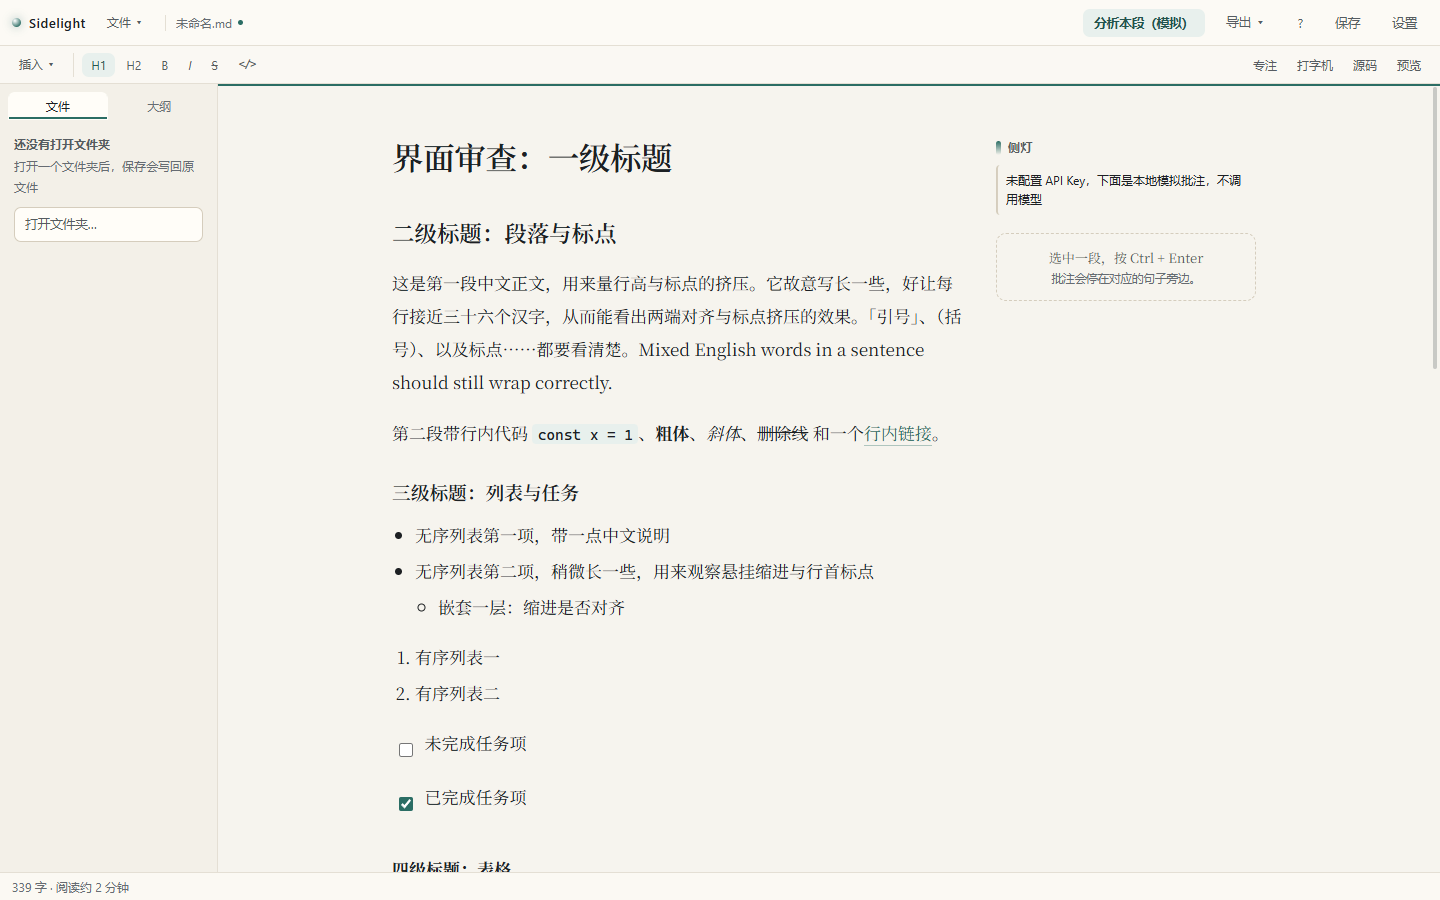 Sidelight 文件 未命名.md 分析本段（模拟） 导出 ? 保存 设置
插入 H1 H2 B I S </> 专注 打字机 源码 预览
文件 大纲
还没有打开文件夹
打开一个文件夹后，保存会写回原
文件
打开文件夹...
界面审查：一级标题
二级标题：段落与标点
这是第一段中文正文，用来量行高与标点的挤压。它故意写长一些，好让每
行接近三十六个汉字，从而能看出两端对齐与标点挤压的效果。「引号」、（括
号）、以及标点……都要看清楚。Mixed English words in a sentence
should still wrap correctly.
第二段带行内代码 const x = 1、粗体、斜体、删除线 和一个行内链接。
三级标题：列表与任务
无序列表第一项，带一点中文说明
无序列表第二项，稍微长一些，用来观察悬挂缩进与行首标点
嵌套一层：缩进是否对齐
1. 有序列表一
2. 有序列表二
未完成任务项
已完成任务项
四级标题：表格
侧灯
未配置 API Key，下面是本地模拟批注，不调
用模型
选中一段，按 Ctrl + Enter
批注会停在对应的句子旁边。
339 字 · 阅读约 2 分钟